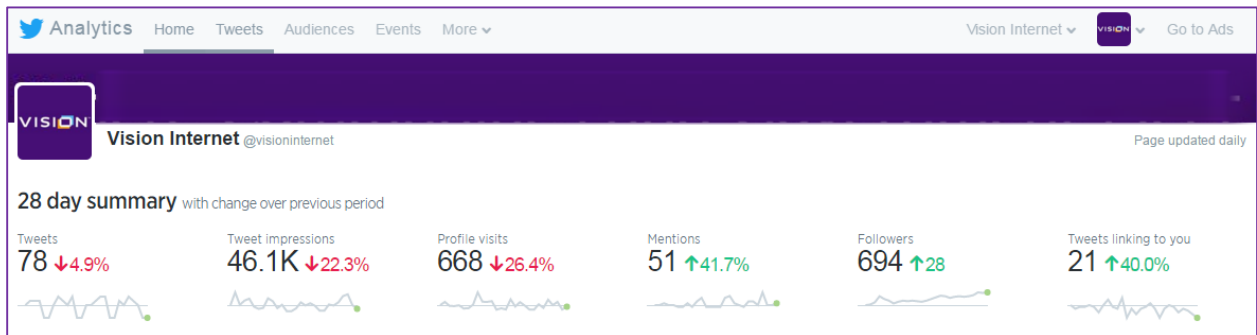 Analytics Home Tweets Audiences Events More Vision Internet VISION Go to Ads
VISION
Vision Internet @visioninternet
Page updated daily
28 day summary with change over previous period
Tweets Tweet impressions Profile visits Mentions Followers Tweets linking to you
78 ↓4.9% 46.1K ↓22.3% 668 ↓26.4% 51 ↑41.7% 694 ↑28 21 ↑40.0%